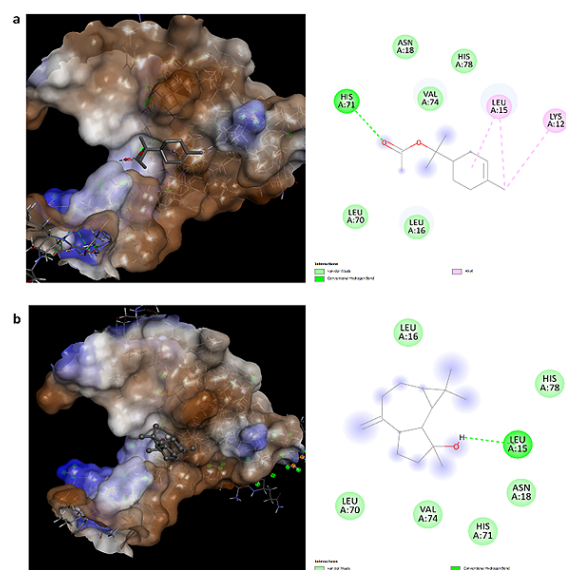 a
ASN
A:18
HIS
A:78
HIS
A:71
VAL
A:74
LEU
A:15
LYS
A:12
O
O
LEU
A:70
LEU
A:16
Interactions
van der Waals
Conventional Hydrogen Bond
Alkyl
b
LEU
A:16
HIS
A:78
H
O
LEU
A:15
ASN
A:18
LEU
A:70
VAL
A:74
HIS
A:71
Interactions
van der Waals
Conventional Hydrogen Bond